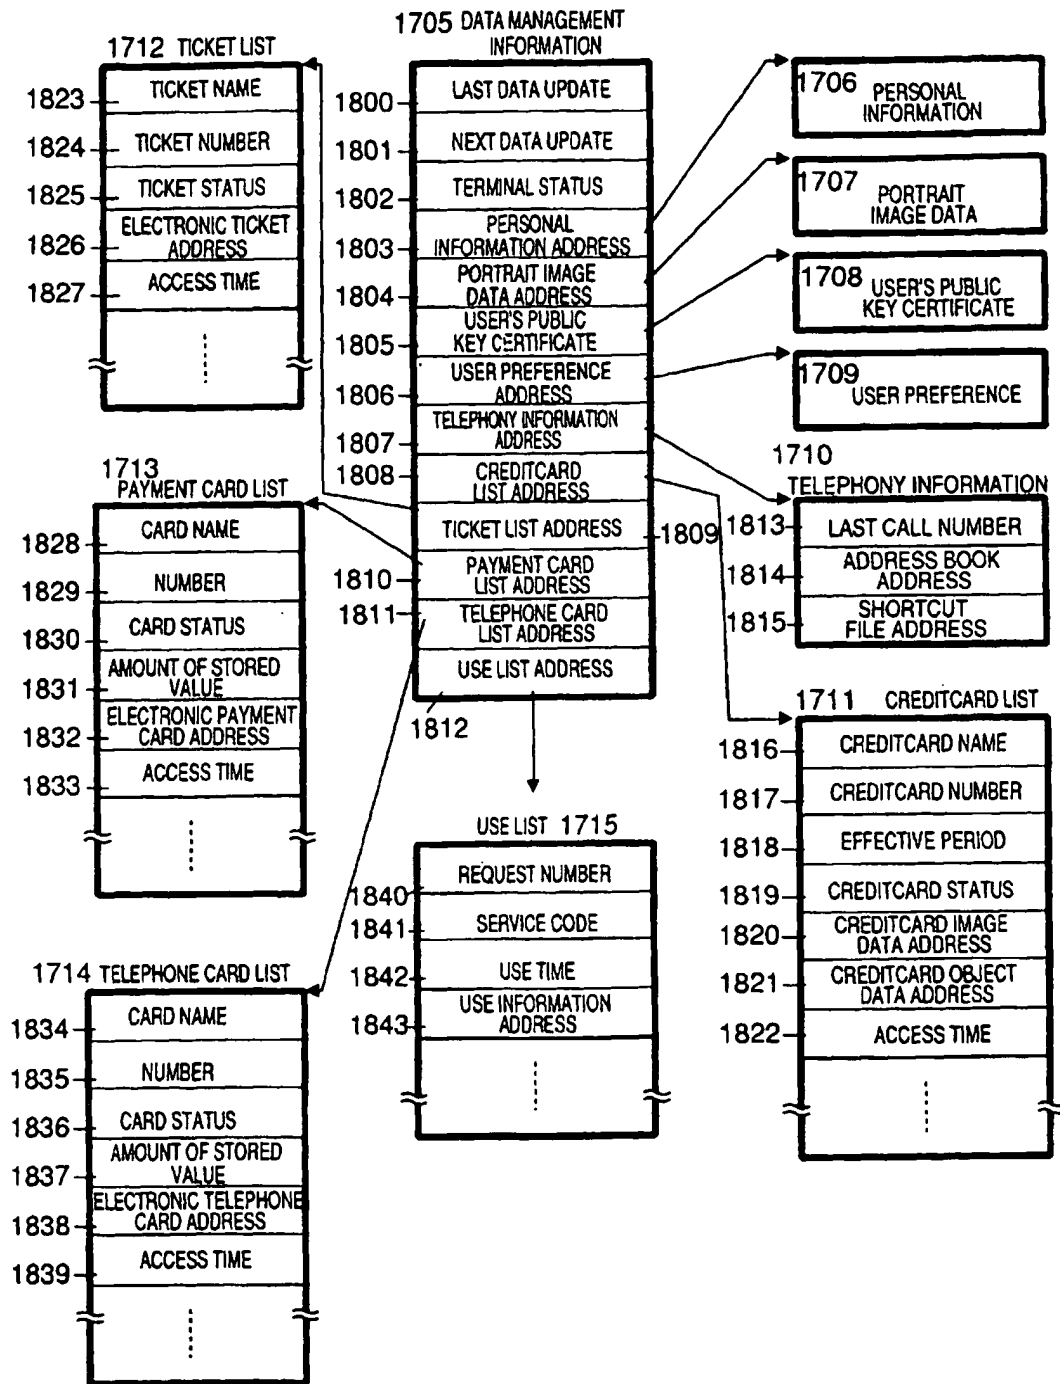 1705 DATA MANAGEMENT
INFORMATION
1800
LAST DATA UPDATE
1801
NEXT DATA UPDATE
1802
TERMINAL STATUS
1803
PERSONAL
INFORMATION ADDRESS
1804
PORTRAIT IMAGE
DATA ADDRESS
1805
USER'S PUBLIC
KEY CERTIFICATE
1806
USER PREFERENCE
ADDRESS
1807
TELEPHONY INFORMATION
ADDRESS
1808
CREDITCARD
LIST ADDRESS
TICKET LIST ADDRESS
1809
1810
PAYMENT CARD
LIST ADDRESS
1811
TELEPHONE CARD
LIST ADDRESS
USE LIST ADDRESS
1812
1712 TICKET LIST
1823
TICKET NAME
1824
TICKET NUMBER
1825
TICKET STATUS
1826
ELECTRONIC TICKET
ADDRESS
1827
ACCESS TIME
1713
PAYMENT CARD LIST
1828
CARD NAME
1829
NUMBER
1830
CARD STATUS
1831
AMOUNT OF STORED
VALUE
1832
ELECTRONIC PAYMENT
CARD ADDRESS
1833
ACCESS TIME
1714 TELEPHONE CARD LIST
1834
CARD NAME
1835
NUMBER
1836
CARD STATUS
1837
AMOUNT OF STORED
VALUE
1838
ELECTRONIC TELEPHONE
CARD ADDRESS
1839
ACCESS TIME
USE LIST 1715
1840
REQUEST NUMBER
1841
SERVICE CODE
1842
USE TIME
1843
USE INFORMATION
ADDRESS
1706
PERSONAL
INFORMATION
1707
PORTRAIT
IMAGE DATA
1708
USER'S PUBLIC
KEY CERTIFICATE
1709
USER PREFERENCE
1710
TELEPHONY INFORMATION
1813
LAST CALL NUMBER
1814
ADDRESS BOOK
ADDRESS
1815
SHORTCUT
FILE ADDRESS
1711 CREDITCARD LIST
1816
CREDITCARD NAME
1817
CREDITCARD NUMBER
1818
EFFECTIVE PERIOD
1819
CREDITCARD STATUS
1820
CREDITCARD IMAGE
DATA ADDRESS
1821
CREDITCARD OBJECT
DATA ADDRESS
1822
ACCESS TIME